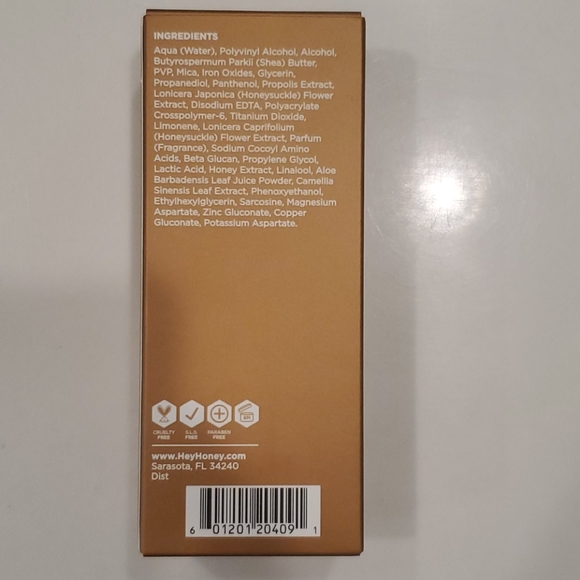 INGREDIENTS
Aqua (Water), Polyvinyl Alcohol, Alcohol,
Butyrospermum Parkii (Shea) Butter,
PVP, Mica, Iron Oxides, Glycerin,
Propanediol, Panthenol, Propolis Extract,
Lonicera Japonica (Honeysuckle) Flower
Extract, Disodium EDTA, Polyacrylate
Crosspolymer-6, Titanium Dioxide,
Limonene, Lonicera Caprifolium
(Honeysuckle) Flower Extract, Parfum
(Fragrance), Sodium Cocoyl Amino
Acids, Beta Glucan, Propylene Glycol,
Lactic Acid, Honey Extract, Linalool, Aloe
Barbadensis Leaf Juice Powder, Camellia
Sinensis Leaf Extract, Phenoxyethanol,
Ethylhexylglycerin, Sarcosine, Magnesium
Aspartate, Zinc Gluconate, Copper
Gluconate, Potassium Aspartate.
CRUELTY FREE
S.L.S FREE
PARABEN FREE
www.HeyHoney.com
Sarasota, FL 34240
Dist
6 01201 20409 1